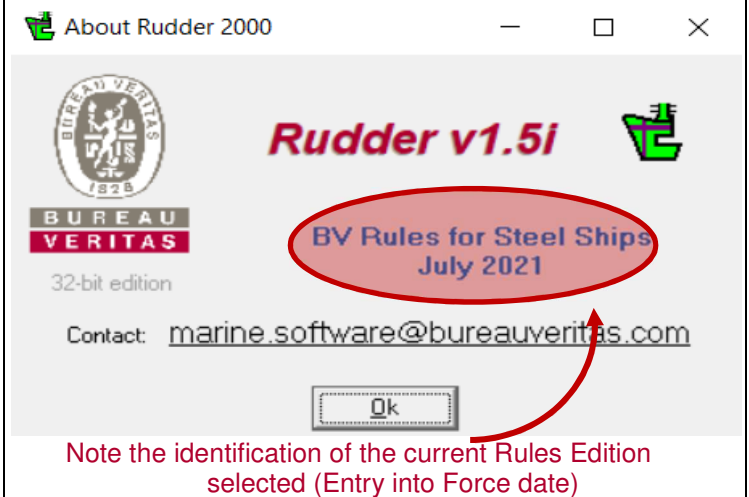 About Rudder 2000
BUREAU VERITAS
1828
Rudder v1.5i
BUREAU
VERITAS
BV Rules for Steel Ships
July 2021
32-bit edition
Contact: marine.software@bureauveritas.com
Ok
Note the identification of the current Rules Edition
selected (Entry into Force date)